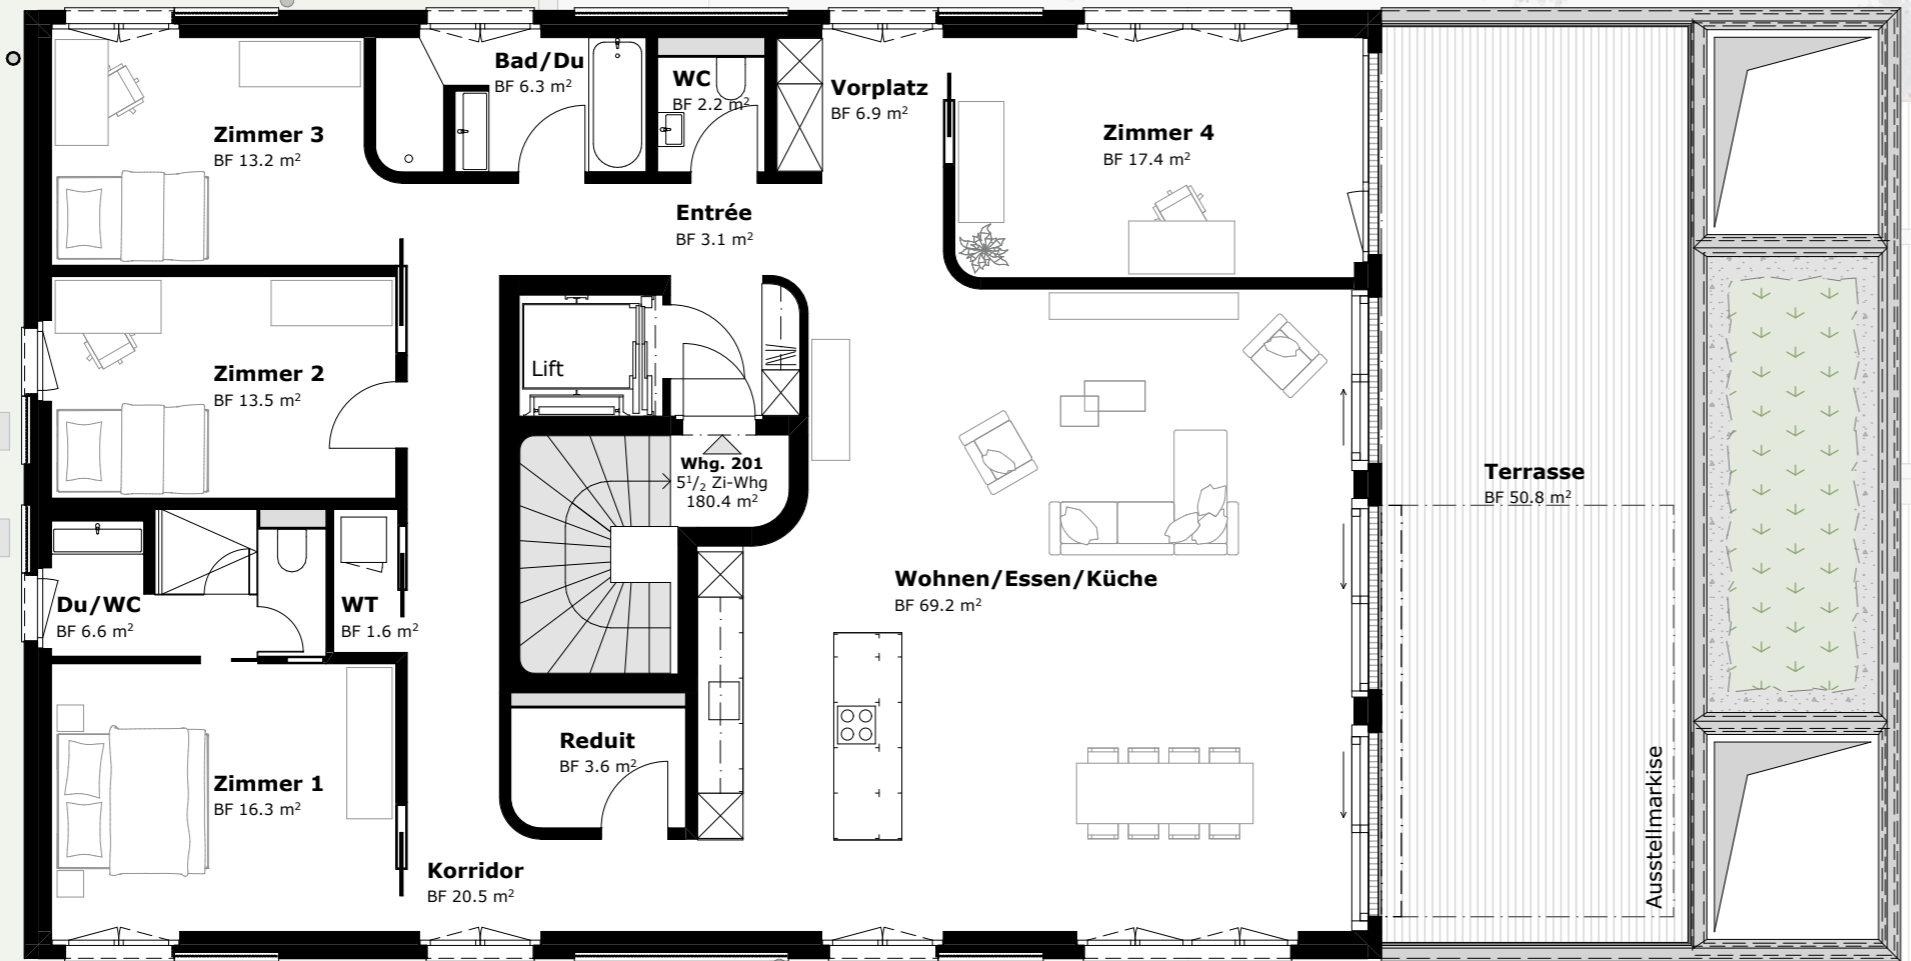 Bad/Du
BF 6.3 m²
WC
BF 2.2 m²
Vorplatz
BF 6.9 m²
Zimmer 3
BF 13.2 m²
Zimmer 4
BF 17.4 m²
Entrée
BF 3.1 m²
Lift
Zimmer 2
BF 13.5 m²
Whg. 201
5¹/₂ Zi-Whg
180.4 m²
Terrasse
BF 50.8 m²
Wohnen/Essen/Küche
BF 69.2 m²
Du/WC
BF 6.6 m²
WT
BF 1.6 m²
Reduit
BF 3.6 m²
Zimmer 1
BF 16.3 m²
Ausstellmarkise
Korridor
BF 20.5 m²